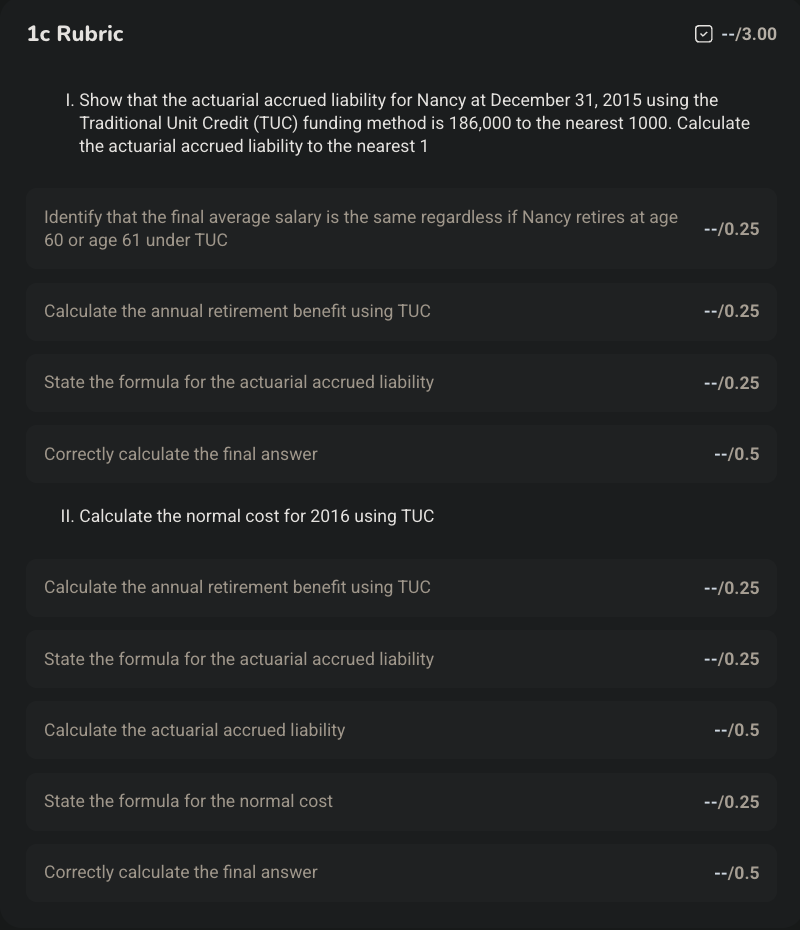 1c Rubric
--/3.00
I. Show that the actuarial accrued liability for Nancy at December 31, 2015 using the
Traditional Unit Credit (TUC) funding method is 186,000 to the nearest 1000. Calculate
the actuarial accrued liability to the nearest 1
Identify that the final average salary is the same regardless if Nancy retires at age
60 or age 61 under TUC
--/0.25
Calculate the annual retirement benefit using TUC
--/0.25
State the formula for the actuarial accrued liability
--/0.25
Correctly calculate the final answer
--/0.5
II. Calculate the normal cost for 2016 using TUC
Calculate the annual retirement benefit using TUC
--/0.25
State the formula for the actuarial accrued liability
--/0.25
Calculate the actuarial accrued liability
--/0.5
State the formula for the normal cost
--/0.25
Correctly calculate the final answer
--/0.5